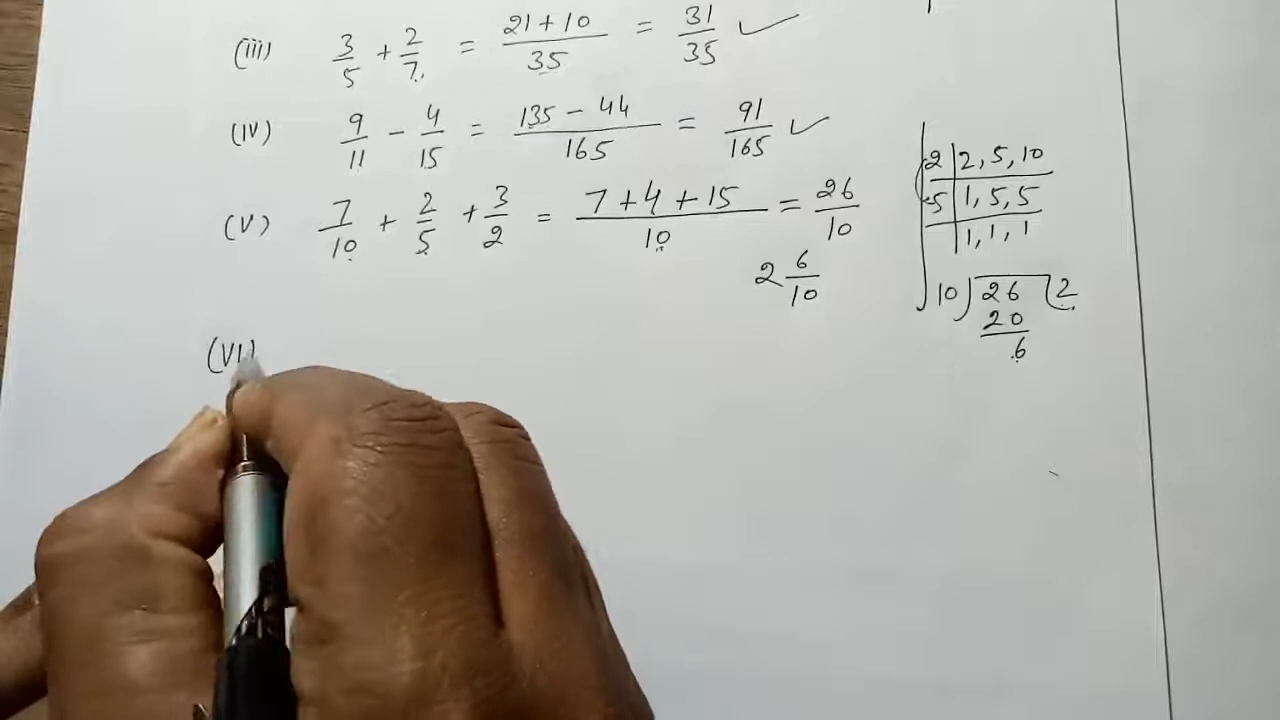 (iii) 3/5 + 2/7 = 21 + 10/35 = 31/35 ✓
(IV) 9/11 - 4/15 = 135 - 44/165 = 91/165 ✓
(V) 7/10 + 2/5 + 3/2 = 7 + 4 + 15/10 = 26/10
2 6/10
(VI)
2 | 2, 5, 10
5 | 1, 5, 5
1, 1, 1
10 ) 26 ( 2
20
6